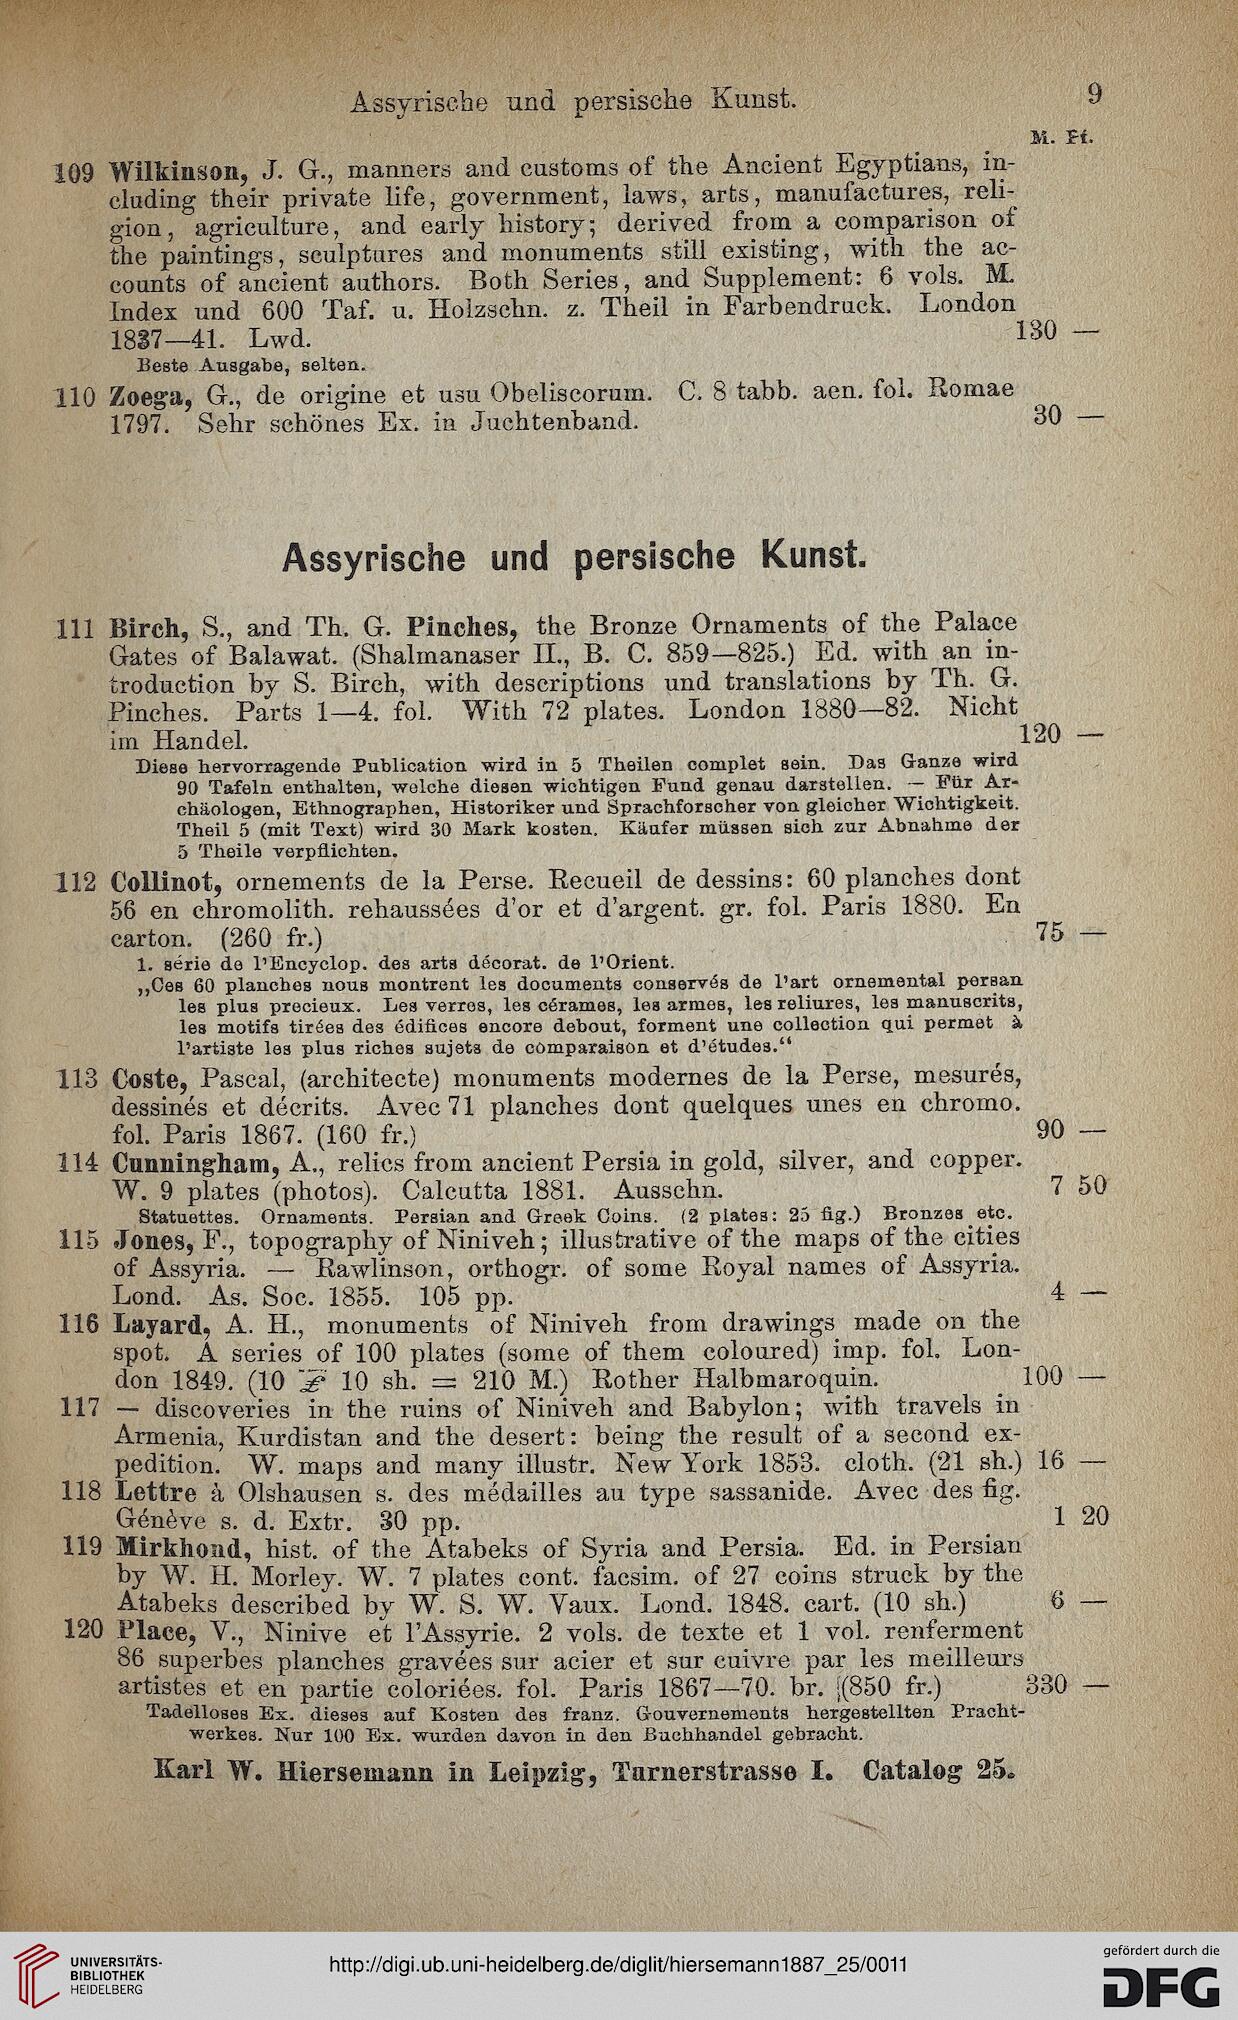 Assyrische und persische Kunst. 9
M. Pf.
109 Wilkinson, J. G., manners and customs of the Ancient Egyptians, in-
cluding their private life, government, laws, arts, manufactures, reli-
gion, agriculture, and early history; derived from a comparison of
the paintings, sculptures and monuments still existing, with the ac-
counts of ancient authors. Both Series, and Supplement: 6 vols. M.
Index und 600 Taf. u. Holzschn. z. Theil in Farbendruck. London
1837—41. Lwd. 130 —
Beste Ausgabe, selten.
110 Zoega, G., de origine et usu Obeliscorum. C. 8 tabb. aen. fol. Romae
1797. Sehr schönes Ex. in Juchtenband. 30 —
Assyrische und persische Kunst.
111 Birch, S., and Th. G. Pinches, the Bronze Ornaments of the Palace
Gates of Balawat. (Shalmanaser II., B. C. 859—825.) Ed. with an in-
troduction by S. Birch, with descriptions und translations by Th. G.
Pinches. Parts 1—4. fol. With 72 plates. London 1880—82. Nicht
im Handel. 120 —
Diese hervorragende Publication wird in 5 Theilen complet sein. Das Ganze wird
90 Tafeln enthalten, welche diesen wichtigen Fund genau darstellen. — Für Ar-
chäologen, Ethnographen, Historiker und Sprachforscher von gleicher Wichtigkeit.
Theil 5 (mit Text) wird 30 Mark kosten. Käufer müssen sich zur Abnahme der
5 Theile verpflichten.
112 Collinot, ornements de la Perse. Recueil de dessins: 60 planches dont
56 en chromolith. rehaussées d'or et d'argent. gr. fol. Paris 1880. En
carton. (260 fr.) 75 —
1. série de l'Encyclop. des arts décorat. de l'Orient.
„Ces 60 planches nous montrent les documents conservés de l'art ornemental persan
les plus precieux. Les verres, les cérames, les armes, les reliures, les manuscrits,
les motifs tirées des édifices encore debout, forment une collection qui permet à
l'artiste les plus riches sujets de comparaison et d'études.“
113 Coste, Pascal, (architecte) monuments modernes de la Perse, mesurés,
dessinés et décrits. Avec 71 planches dont quelques unes en chromo.
fol. Paris 1867. (160 fr.) 90 —
114 Cunningham, A., relics from ancient Persia in gold, silver, and copper.
W. 9 plates (photos). Calcutta 1881. Ausschn. 7 50
Statuettes. Ornaments. Persian and Greek Coins. (2 plates: 25 fig.) Bronzes etc.
115 Jones, F., topography of Niniveh; illustrative of the maps of the cities
of Assyria. — Rawlinson, orthogr. of some Royal names of Assyria.
Lond. As. Soc. 1855. 105 pp. 4 —
116 Layard, A. H., monuments of Niniveh from drawings made on the
spot. A series of 100 plates (some of them coloured) imp. fol. Lon-
don 1849. (10 £ 10 sh. = 210 M.) Rother Halbmaroquin. 100 —
117 — discoveries in the ruins of Niniveh and Babylon; with travels in
Armenia, Kurdistan and the desert: being the result of a second ex-
pedition. W. maps and many illustr. New York 1853. cloth. (21 sh.) 16 —
118 Lettre à Olshausen s. des médailles au type sassanide. Avec des fig.
Génève s. d. Extr. 30 pp. 1 20
119 Mirkhond, hist. of the Atabeks of Syria and Persia. Ed. in Persian
by W. H. Morley. W. 7 plates cont. facsim. of 27 coins struck by the
Atabeks described by W. S. W. Vaux. Lond. 1848. cart. (10 sh.) 6 —
120 Place, V., Ninive et l'Assyrie. 2 vols. de texte et 1 vol. renferment
86 superbes planches gravées sur acier et sur cuivre par les meilleurs
artistes et en partie coloriées. fol. Paris 1867—70. br. (850 fr.) 330 —
Tadelloses Ex. dieses auf Kosten des franz. Gouvernements hergestellten Pracht-
werkes. Nur 100 Ex. wurden davon in den Buchhandel gebracht.
Karl W. Hiersemann in Leipzig, Turnerstrasse I. Catalog 25.
UNIVERSITÄTS-
BIBLIOTHEK
HEIDELBERG
http://digi.ub.uni-heidelberg.de/diglit/hiersemann1887_25/0011
gefördert durch die
DFG